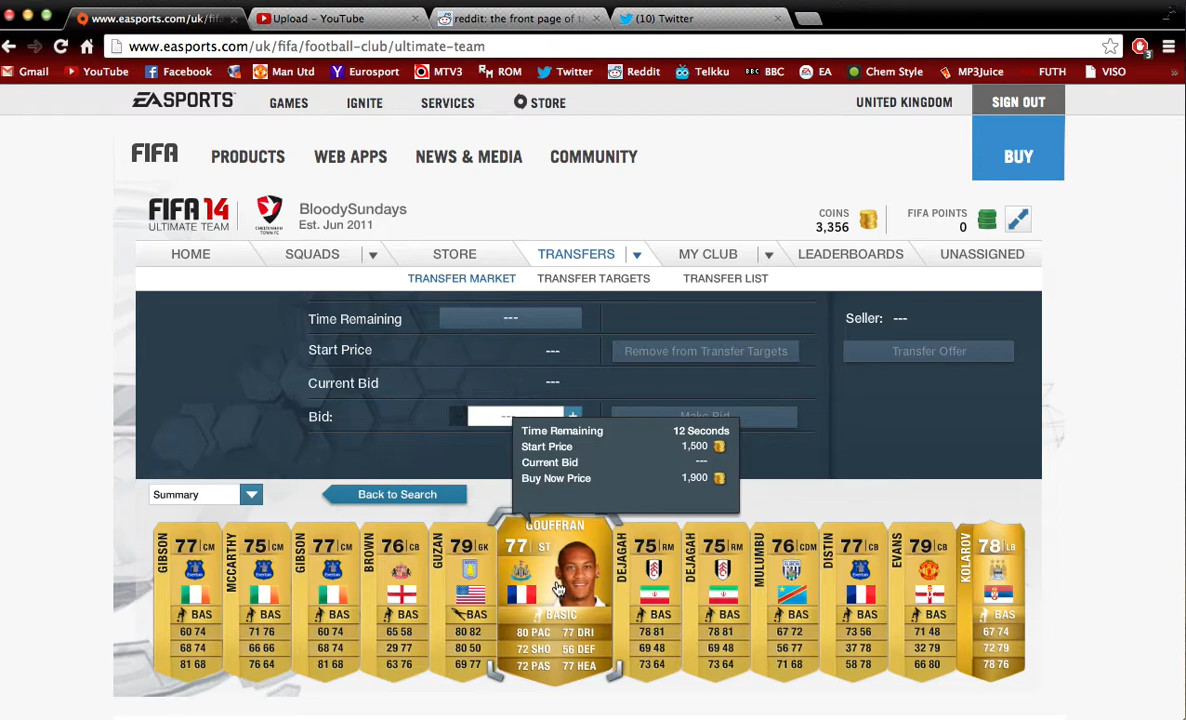 www.easports.com/uk/fifa
Upload - YouTube
reddit: the front page of th
(10) Twitter
www.easports.com/uk/fifa/football-club/ultimate-team
3
Gmail YouTube Facebook Man Utd Eurosport MTV3 ROM Twitter Reddit Telkku BBC EA Chem Style MP3Juice FUTH VISO »
EA SPORTS GAMES IGNITE SERVICES STORE UNITED KINGDOM SIGN OUT
FIFA PRODUCTS WEB APPS NEWS & MEDIA COMMUNITY BUY
FIFA 14 ULTIMATE TEAM
BloodySundays
Est. Jun 2011
COINS
3,356
FIFA POINTS
0
HOME SQUADS STORE TRANSFERS MY CLUB LEADERBOARDS UNASSIGNED
TRANSFER MARKET TRANSFER TARGETS TRANSFER LIST
Time Remaining --- Seller: ---
Start Price --- Remove from Transfer Targets Transfer Offer
Current Bid ---
Bid: --- + Make Bid
Time Remaining 12 Seconds
Start Price 1,500
Current Bid ---
Buy Now Price 1,900
Summary Back to Search
GIBSON 77 CM BAS
60 74
68 74
81 68
MCCARTHY 75 CM BAS
71 76
66 66
76 64
GIBSON 77 CM BAS
60 74
68 74
81 68
BROWN 76 CB BAS
65 58
29 77
63 76
GUZAN 79 GK BAS
80 82
80 50
69 77
GOUFFRAN
77 ST
BASIC
80 PAC 77 DRI
72 SHO 56 DEF
72 PAS 77 HEA
DEJAGAH 75 RM BAS
78 81
69 48
73 64
DEJAGAH 75 RM BAS
78 81
69 48
73 64
MULUMBU 76 CDM BAS
67 72
56 77
71 68
DISTIN 77 CB BAS
73 56
37 78
58 78
EVANS 79 CB BAS
71 48
32 79
66 80
KOLAROV 78 LB BAS
67 74
72 79
78 76